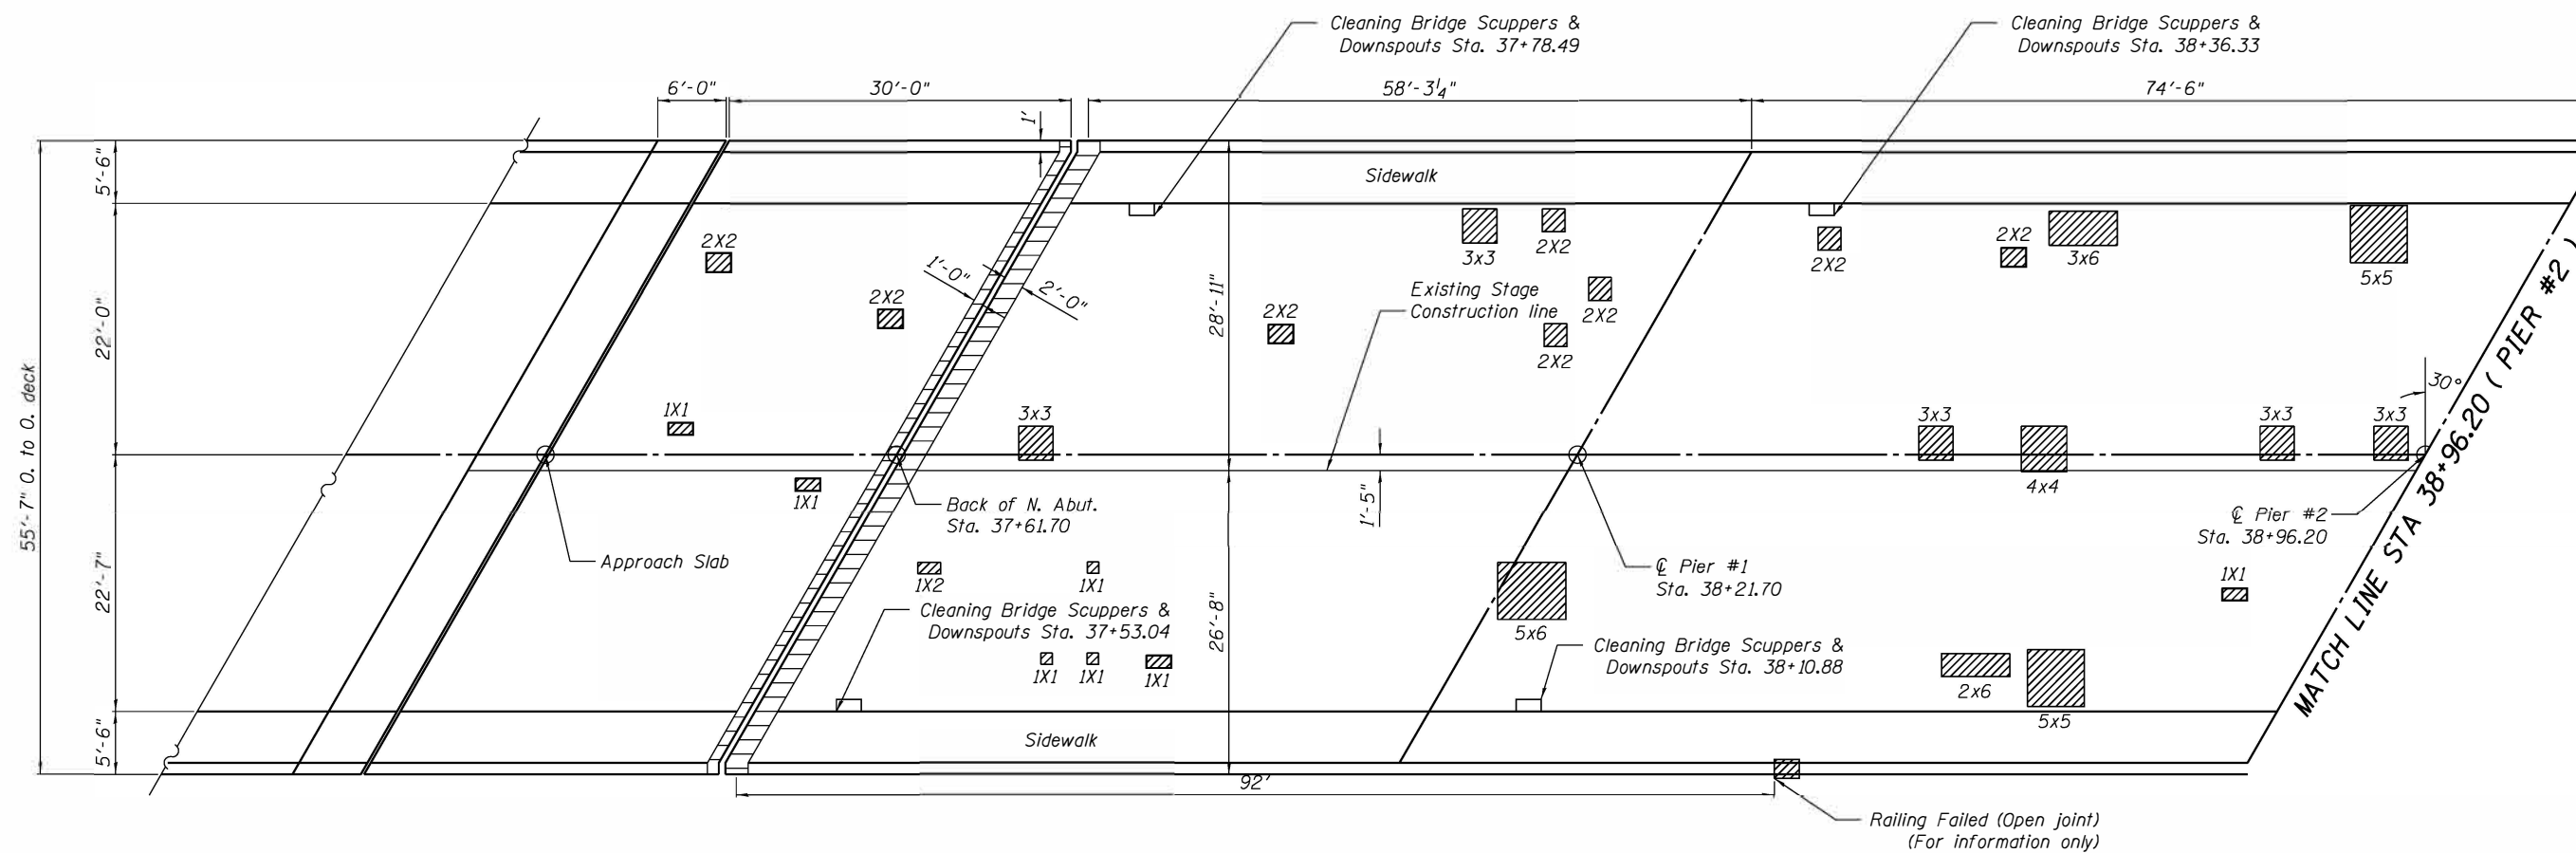 Cleaning Bridge Scuppers &
Downspouts Sta. 37+78.49
Cleaning Bridge Scuppers &
Downspouts Sta. 38+36.33
6'-0"
30'-0"
58'-3¼"
74'-6"
1'
5'-6"
Sidewalk
2X2
3x3
2X2
2X2
2X2
3x6
5x5
1'-0"
2'-0"
2X2
2X2
Existing Stage
Construction line
2X2
2X2
22'-0"
28'-11"
55'-7" O. to O. deck
30°
1X1
3x3
3x3
4x4
3x3
3x3
1X1
Back of N. Abut.
Sta. 37+61.70
1'-5"
℄ Pier #2
Sta. 38+96.20
MATCH LINE STA 38+96.20 ( PIER #2 )
Approach Slab
℄ Pier #1
Sta. 38+21.70
22'-7"
26'-8"
1X2
1X1
1X1
Cleaning Bridge Scuppers &
Downspouts Sta. 37+53.04
5x6
Cleaning Bridge Scuppers &
Downspouts Sta. 38+10.88
1X1
1X1
1X1
2x6
5x5
5'-6"
Sidewalk
92'
Railing Failed (Open joint)
(For information only)